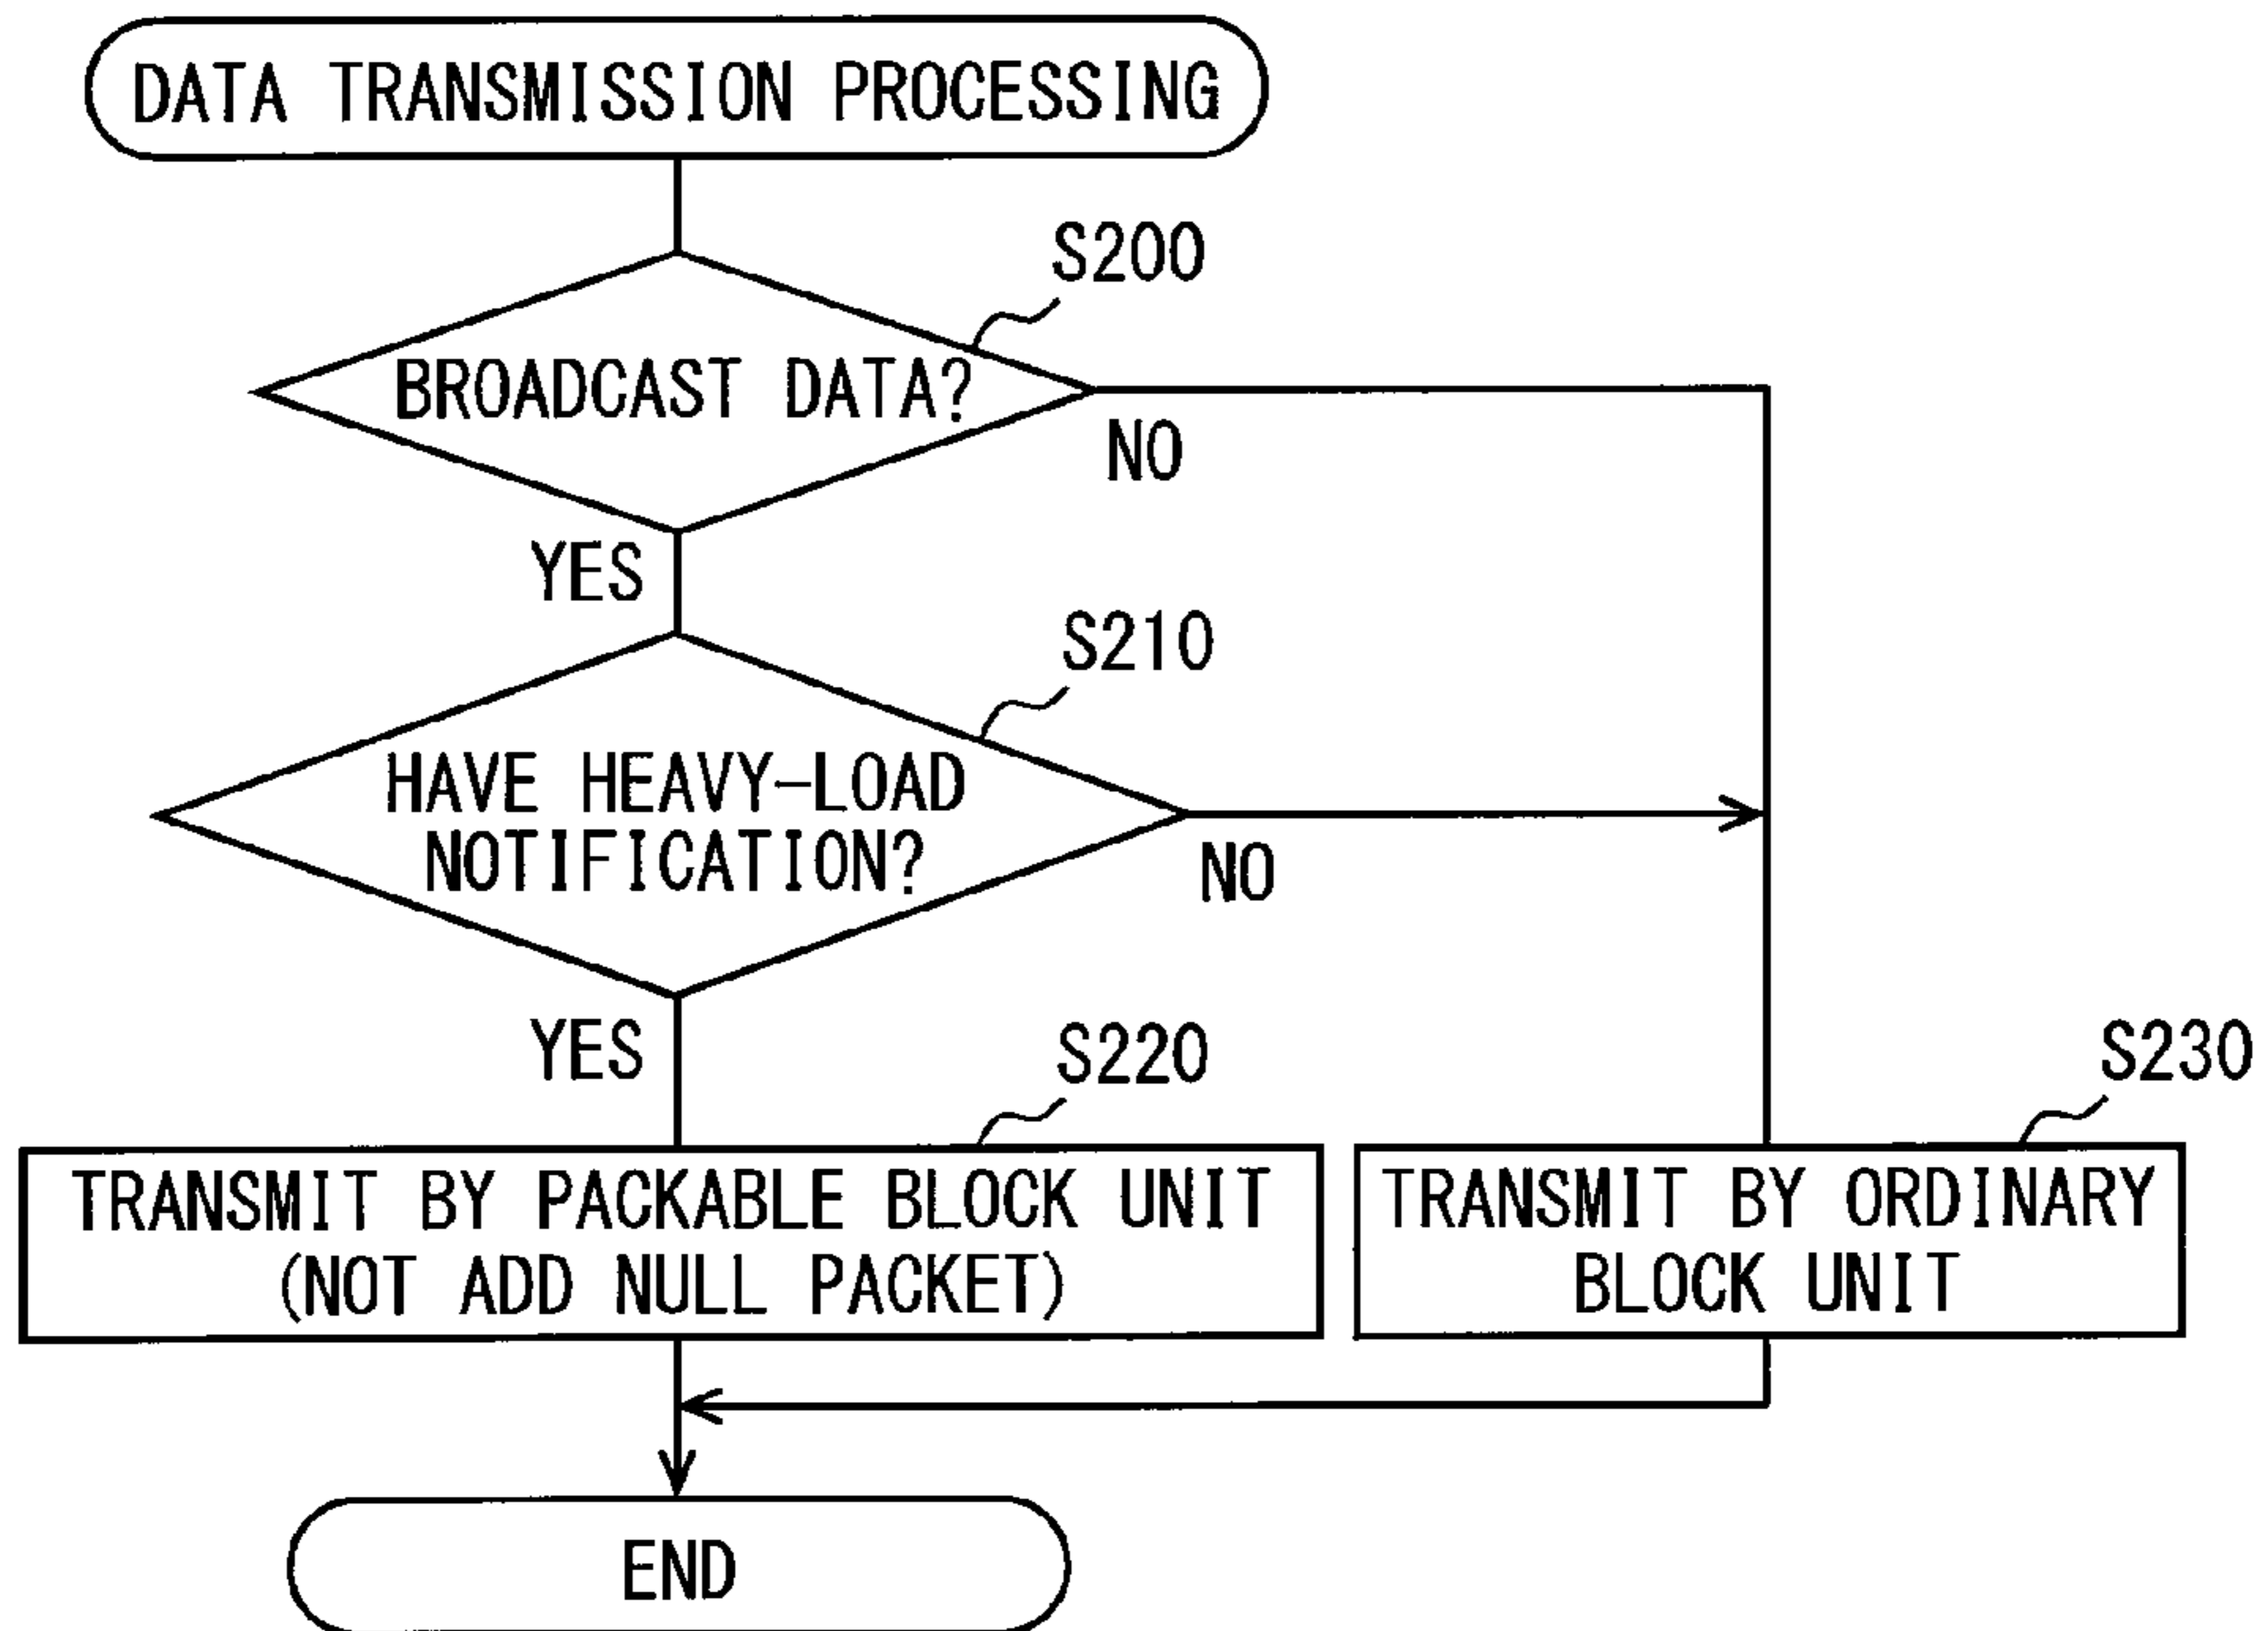 DATA TRANSMISSION PROCESSING
S200
BROADCAST DATA?
NO
YES
S210
HAVE HEAVY-LOAD
NOTIFICATION?
NO
YES
S220
S230
TRANSMIT BY PACKABLE BLOCK UNIT
(NOT ADD NULL PACKET)
TRANSMIT BY ORDINARY
BLOCK UNIT
END